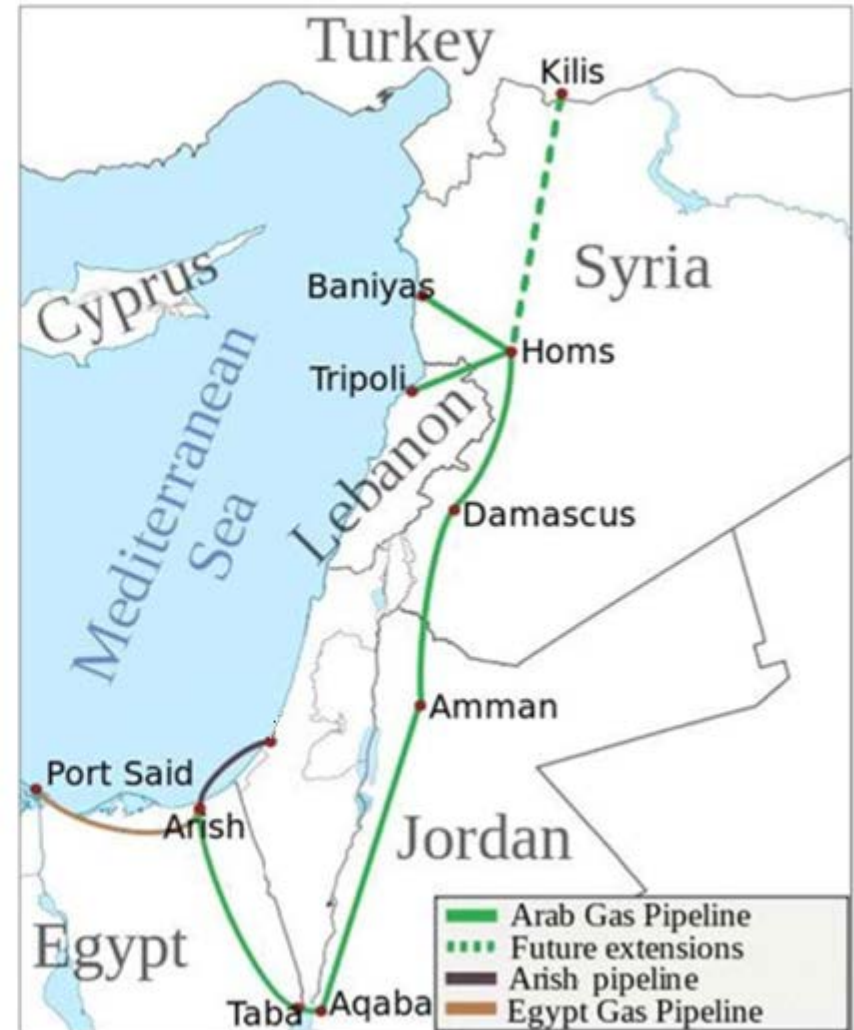 Turkey
Kilis
Syria
Cyprus
Baniyas
Homs
Tripoli
Lebanon
Mediterranean
Sea
Damascus
Amman
Port Said
Arish
Jordan
Egypt
Taba
Aqaba
Arab Gas Pipeline
Future extensions
Arish pipeline
Egypt Gas Pipeline